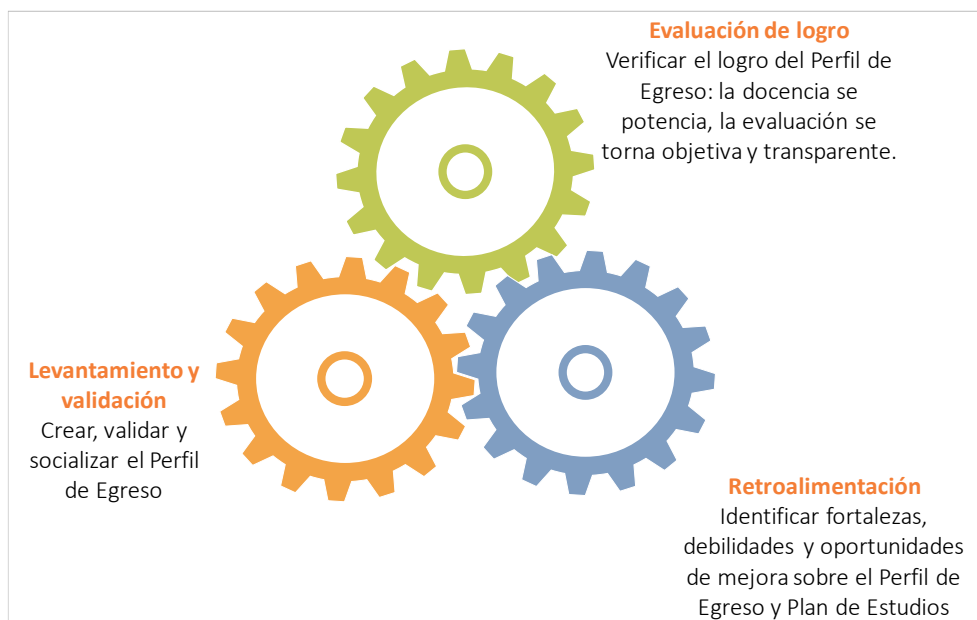 Evaluación de logro
Verificar el logro del Perfil de
Egreso: la docencia se
potencia, la evaluación se
torna objetiva y transparente.
Levantamiento y
validación
Crear, validar y
socializar el Perfil
de Egreso
Retroalimentación
Identificar fortalezas,
debilidades y oportunidades
de mejora sobre el Perfil de
Egreso y Plan de Estudios